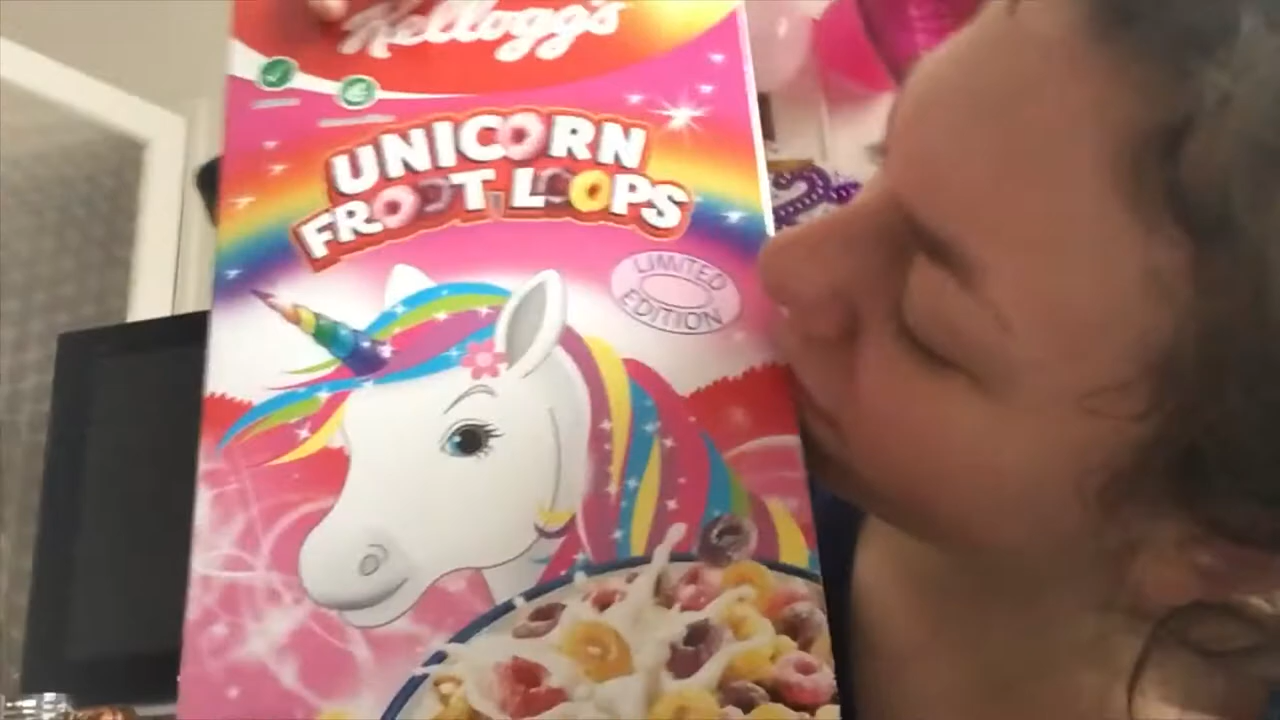 Kellogg's
UNICORN
FROOT LOOPS
LIMITED
EDITION